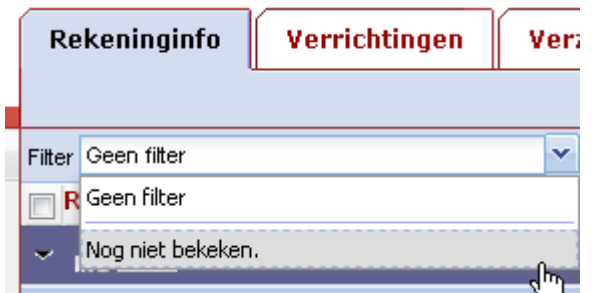 Rekeninginfo Verrichtingen
Filter Geen filter
Geen filter
Nog niet bekeken.